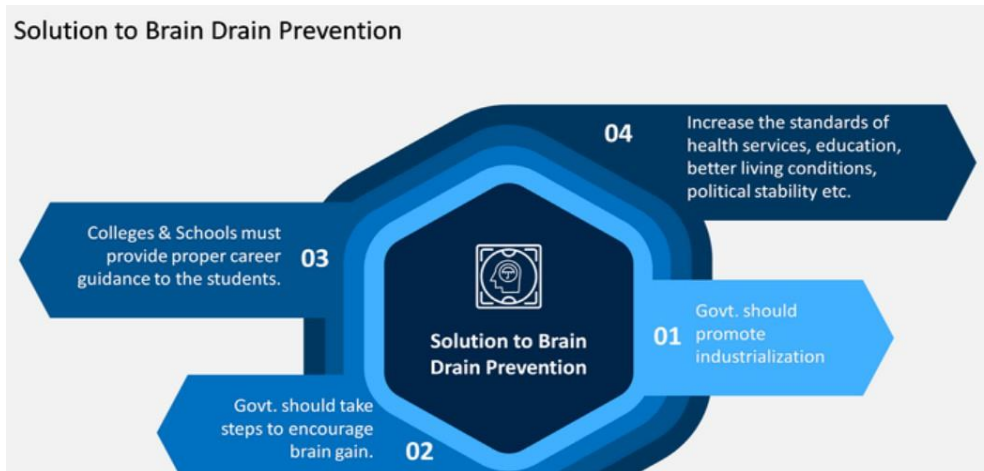 Solution to Brain Drain Prevention
04
Increase the standards of
health services, education,
better living conditions,
political stability etc.
Colleges & Schools must
provide proper career
guidance to the students.
03
Solution to Brain
Drain Prevention
01
Govt. should
promote
industrialization
Govt. should take
steps to encourage
brain gain.
02